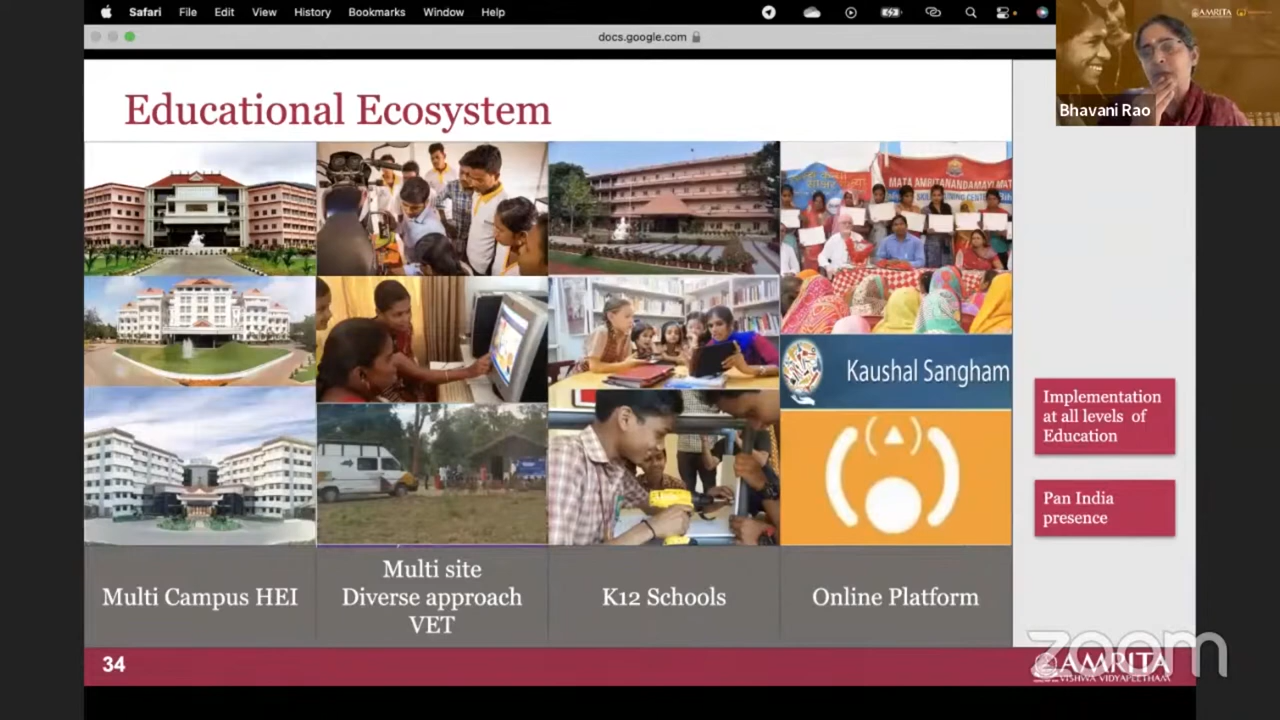 Safari File Edit View History Bookmarks Window Help
docs.google.com
AMRITA
Bhavani Rao
Educational Ecosystem
MATA AMRITANANDAMAYI MAT
Kaushal Sangham
Implementation
at all levels of
Education
Pan India
presence
Multi Campus HEI
Multi site
Diverse approach
VET
K12 Schools
Online Platform
34
zoom
AMRITA
VISHWA VIDYAPEETHAM